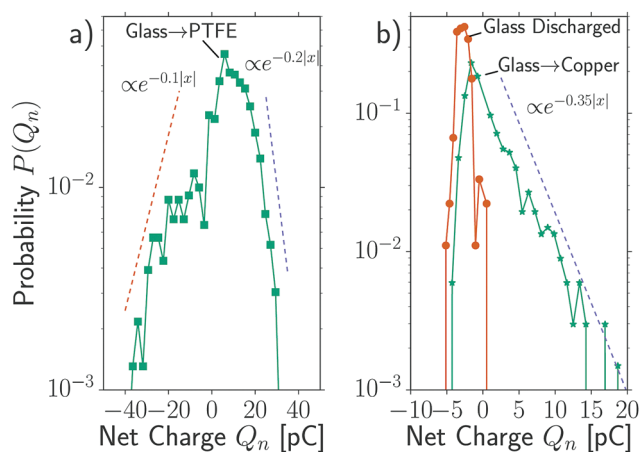 a)
Glass→PTFE
∝e^{-0.1|x|}
∝e^{-0.2|x|}
10^{-2}
10^{-3}
−40 −20 0 20 40
Net Charge Q_n [pC]
Probability P(Q_n)
b)
Glass Discharged
Glass→Copper
∝e^{-0.35|x|}
10^{-1}
10^{-2}
10^{-3}
−10 −5 0 5 10 15 20
Net Charge Q_n [pC]